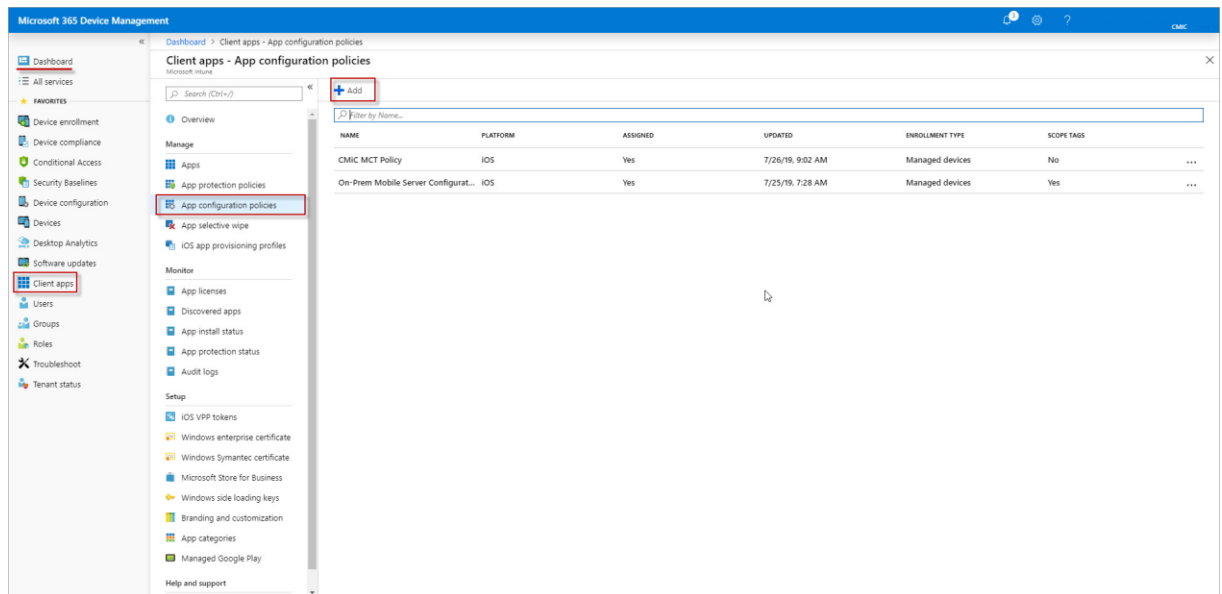 Microsoft 365 Device Management
CMiC
Dashboard > Client apps - App configuration policies
Client apps - App configuration policies
Microsoft Intune
Dashboard
All services
FAVORITES
Device enrollment
Device compliance
Conditional Access
Security Baselines
Device configuration
Devices
Desktop Analytics
Software updates
Client apps
Users
Groups
Roles
Troubleshoot
Tenant status
Search (Ctrl+/)
Overview
Manage
Apps
App protection policies
App configuration policies
App selective wipe
iOS app provisioning profiles
Monitor
App licenses
Discovered apps
App install status
App protection status
Audit logs
Setup
iOS VPP tokens
Windows enterprise certificate
Windows Symantec certificate
Microsoft Store for Business
Windows side loading keys
Branding and customization
App categories
Managed Google Play
Help and support
Add
Filter by Name...
NAME PLATFORM ASSIGNED UPDATED ENROLLMENT TYPE SCOPE TAGS
CMiC MCT Policy iOS Yes 7/26/19, 9:02 AM Managed devices No ...
On-Prem Mobile Server Configurat... iOS Yes 7/25/19, 7:28 AM Managed devices Yes ...